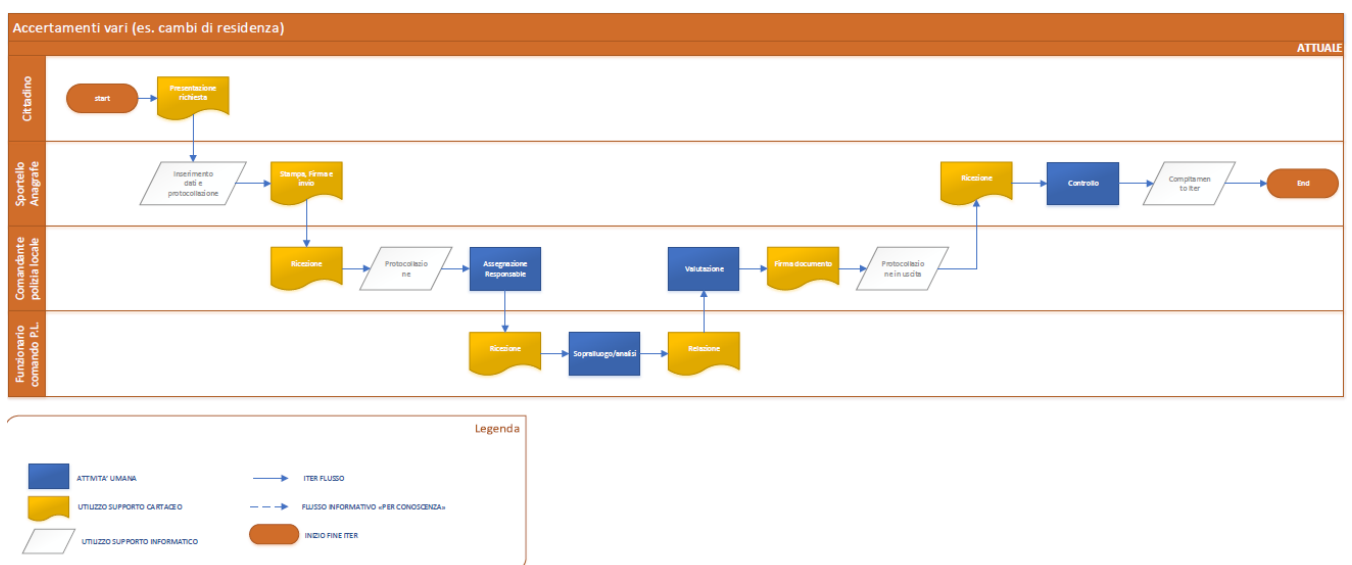 Accertamenti vari (es. cambi di residenza)
ATTUALE
Cittadino
start
Presentazione
richiesta
Sportello
Anagrafe
Inserimento
dati e
protocollazione
Stampa, Firma e
invio
Ricezione
Controllo
Compltamen
to Iter
End
Comandante
polizia locale
Ricezione
Protocollazio
ne
Assegnazione
Responsable
Valutazione
Firma documento
Protocollazio
ne in uscita
Funzionario
comando P.L.
Ricezione
Sopralluogo/analisi
Relazione
Legenda
ATTIVITA' UMANA
ITER FLUSSO
UTILIZZO SUPPORTO CARTACEO
FLUSSO INFORMATIVO «PER CONOSCENZA»
UTILIZZO SUPPORTO INFORMATICO
INIZIO FINE ITER